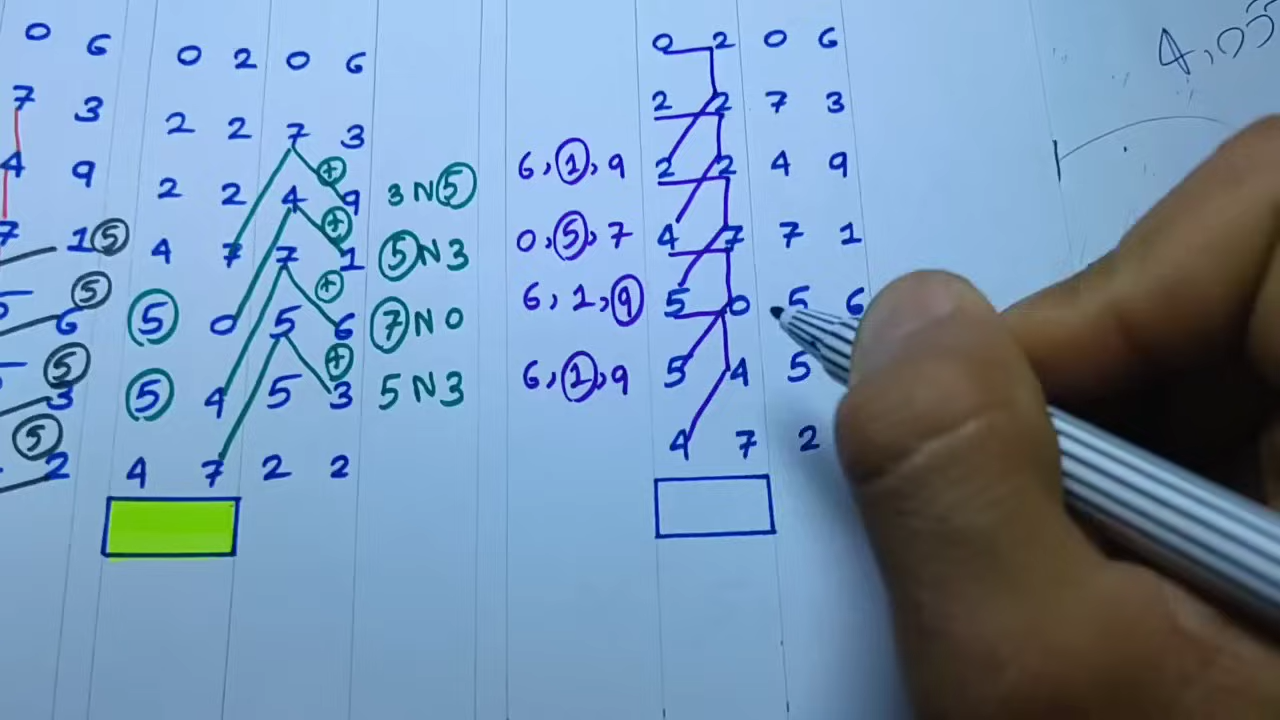 0 6 0 2 0 6 0 2 0 6 4,
7 3 2 2 7 3 2 2 7 3
4 9 2 2 4 9 3 N 5 6, 1, 9 2 2 4 9
7 1 5 4 7 7 1 5 N 3 0, 5, 7 4 7 7 1
5 6 5 5 0 5 6 7 N 0 6, 1, 9 5 0 5 6
5 3 5 5 4 5 3 5 N 3 6, 1, 9 5 4 5
2 5 4 7 2 2 4 7 2
+
+
+
+